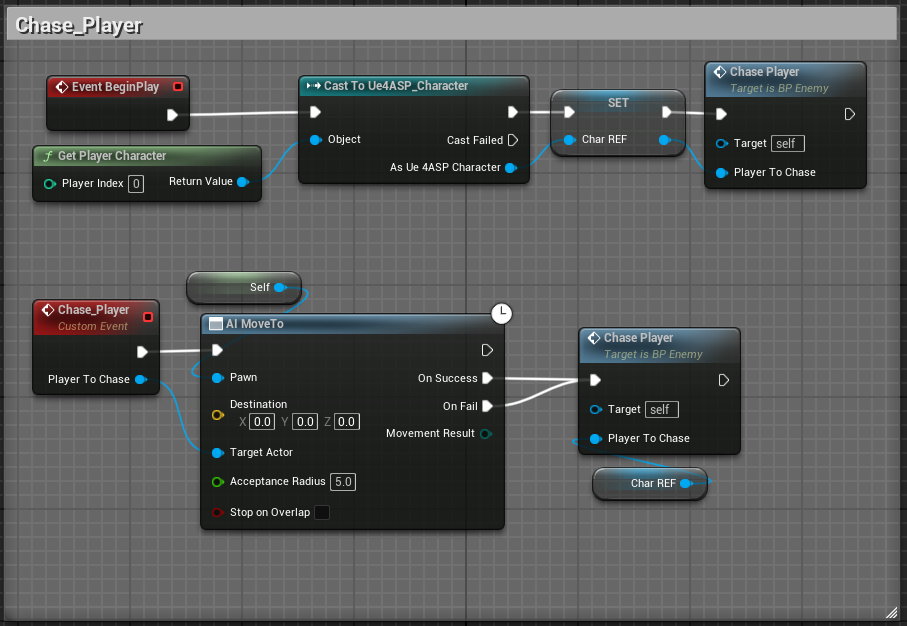 Chase_Player
Event BeginPlay
Get Player Character
Player Index 0 Return Value
Cast To Ue4ASP_Character
Object
Cast Failed
As Ue 4ASP Character
SET
Char REF
Chase Player
Target is BP Enemy
Target self
Player To Chase
Self
Chase_Player
Custom Event
Player To Chase
AI MoveTo
Pawn On Success
Destination On Fail
X 0.0 Y 0.0 Z 0.0
Movement Result
Target Actor
Acceptance Radius 5.0
Stop on Overlap
Chase Player
Target is BP Enemy
Target self
Player To Chase
Char REF